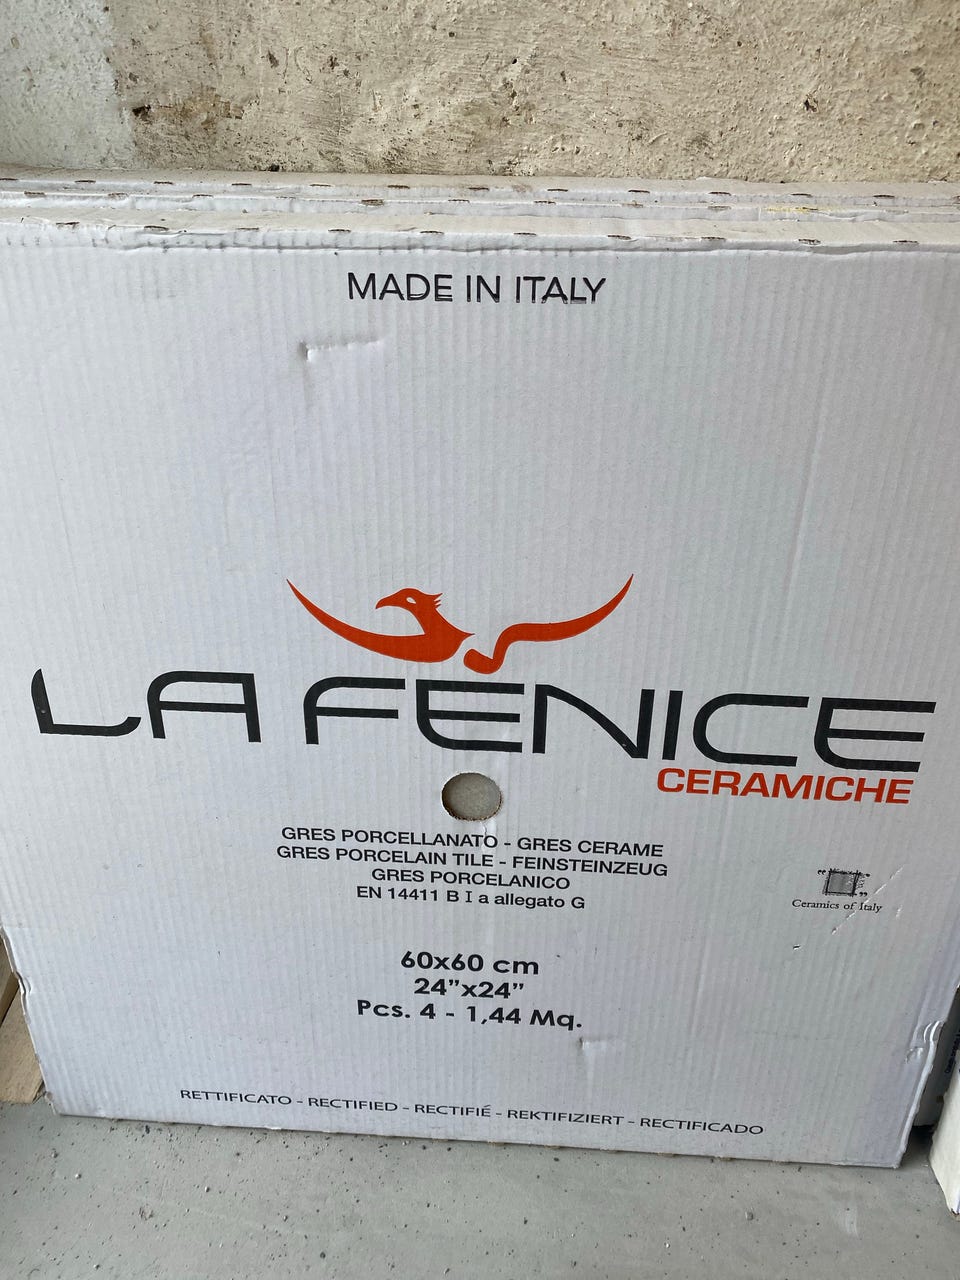 MADE IN ITALY
LA FENICE
CERAMICHE
GRES PORCELLANATO - GRES CERAME
GRES PORCELAIN TILE - FEINSTEINZEUG
GRES PORCELANICO
EN 14411 B I a allegato G
Ceramics of Italy
60x60 cm
24”x24”
Pcs. 4 - 1,44 Mq.
RETTIFICATO - RECTIFIED - RECTIFIÉ - REKTIFIZIERT - RECTIFICADO